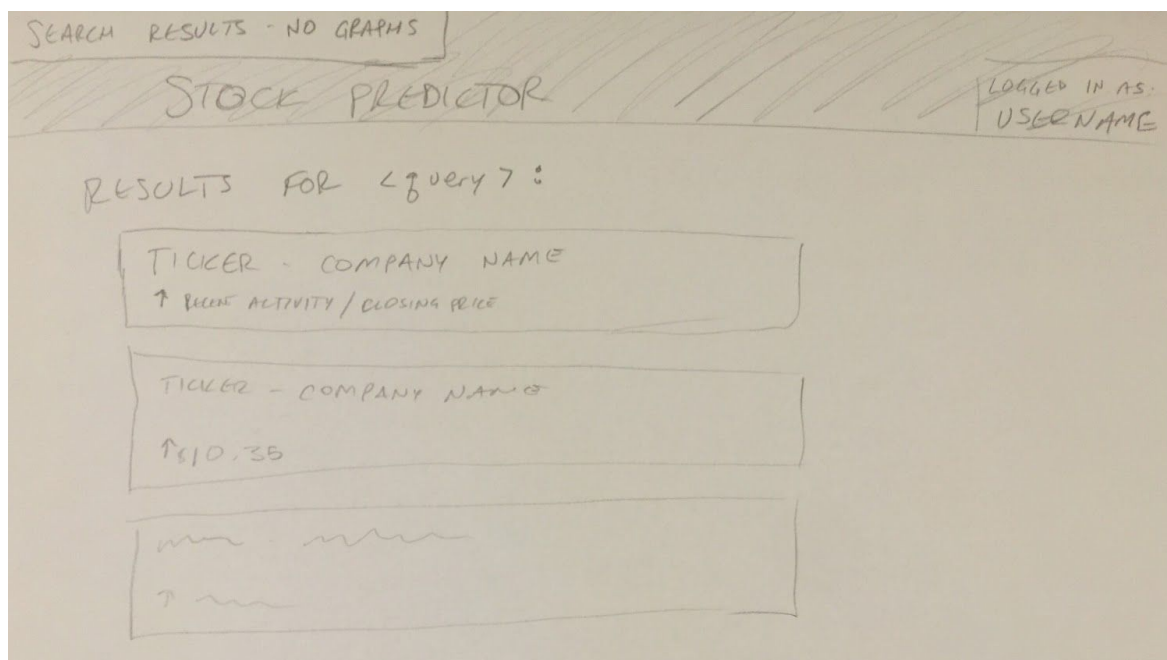 SEARCH RESULTS - NO GRAPHS
STOCK PREDICTOR
LOGGED IN AS:
USERNAME
RESULTS FOR <query>:
TICKER - COMPANY NAME
↑ RECENT ACTIVITY / CLOSING PRICE
TICKER - COMPANY NAME
↑$10.35